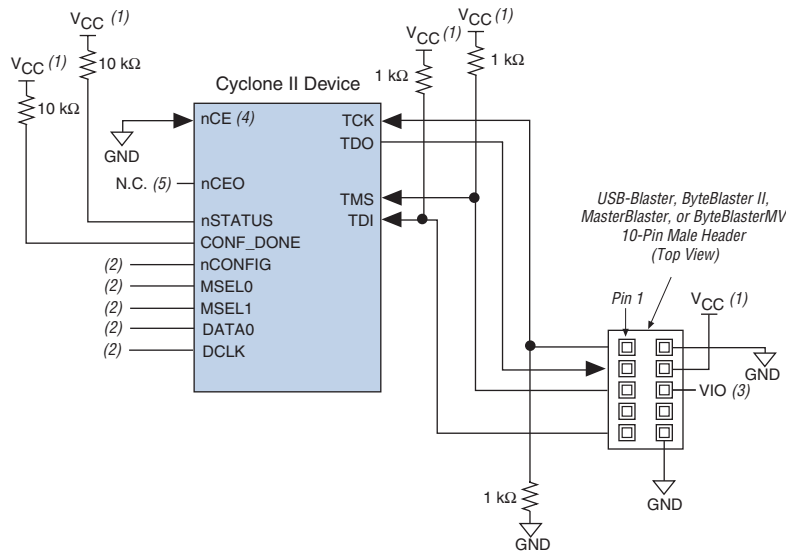 VCC (1)
VCC (1)
10 kΩ
10 kΩ
VCC (1)
VCC (1)
1 kΩ
1 kΩ
Cyclone II Device
nCE (4)
GND
N.C. (5)
nCEO
nSTATUS
CONF_DONE
(2)
nCONFIG
(2)
MSEL0
(2)
MSEL1
(2)
DATA0
(2)
DCLK
TCK
TDO
TMS
TDI
USB-Blaster, ByteBlaster II,
MasterBlaster, or ByteBlasterMV
10-Pin Male Header
(Top View)
Pin 1
VCC (1)
GND
VIO (3)
GND
1 kΩ
GND